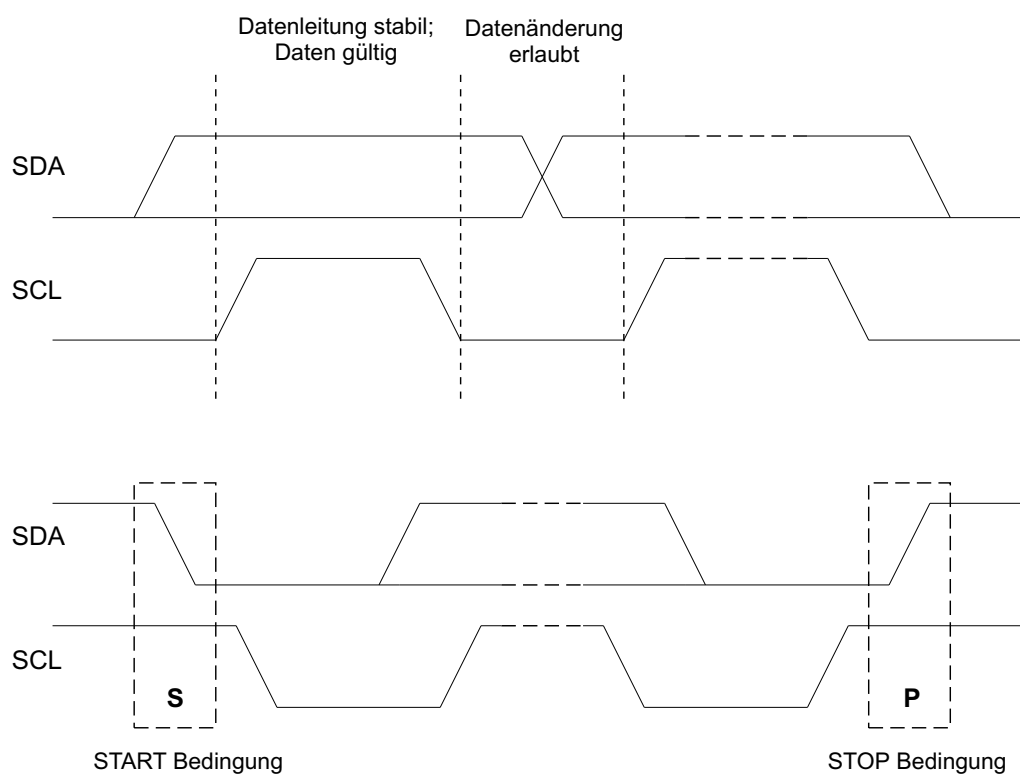 Datenleitung stabil;
Daten gültig
Datenänderung
erlaubt
SDA
SCL
SDA
SCL
S
P
START Bedingung
STOP Bedingung